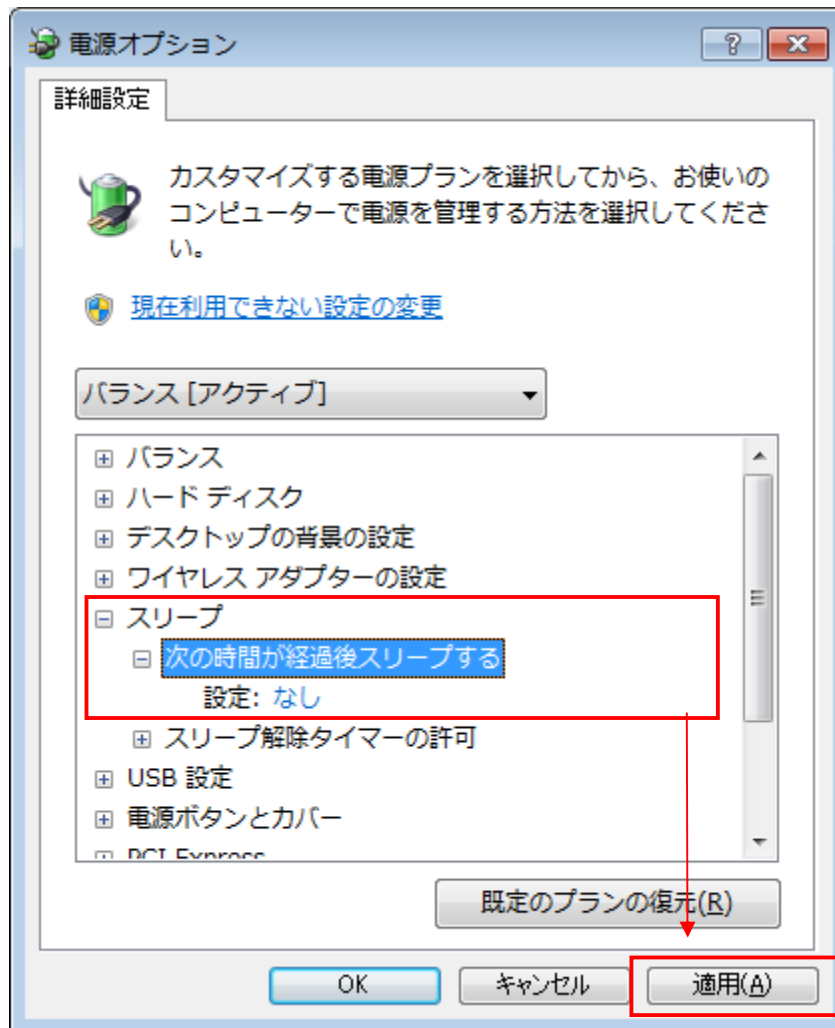 電源オプション
詳細設定
カスタマイズする電源プランを選択してから、お使いの
コンピューターで電源を管理する方法を選択してくださ
い。
現在利用できない設定の変更
バランス [アクティブ]
バランス
ハード ディスク
デスクトップの背景の設定
ワイヤレス アダプターの設定
スリープ
次の時間が経過後スリープする
設定: なし
スリープ解除タイマーの許可
USB 設定
電源ボタンとカバー
PCI Express
既定のプランの復元(R)
OK キャンセル 適用(A)